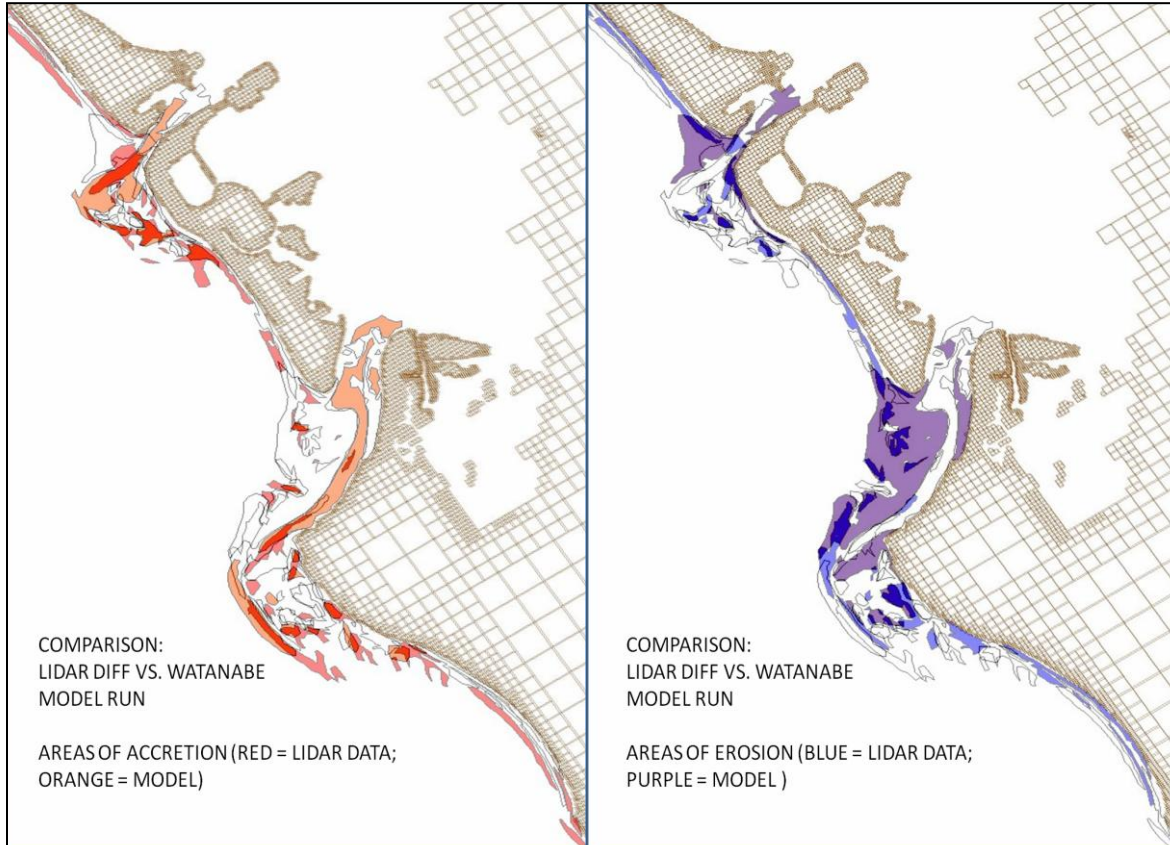 COMPARISON:
LIDAR DIFF VS. WATANABE
MODEL RUN
AREAS OF ACCRETION (RED = LIDAR DATA;
ORANGE = MODEL)
COMPARISON:
LIDAR DIFF VS. WATANABE
MODEL RUN
AREAS OF EROSION (BLUE = LIDAR DATA;
PURPLE = MODEL )